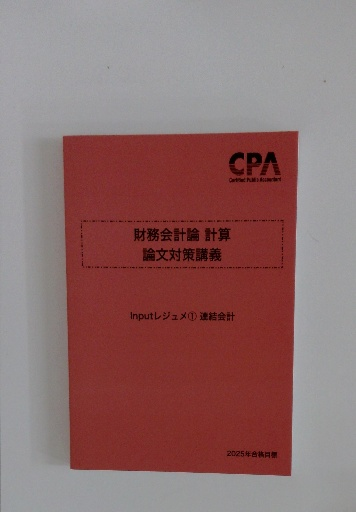 CPA
Certified Public Accountant
財務会計論 計算
論文対策講義
Inputレジュメ① 連結会計
2025年合格目標